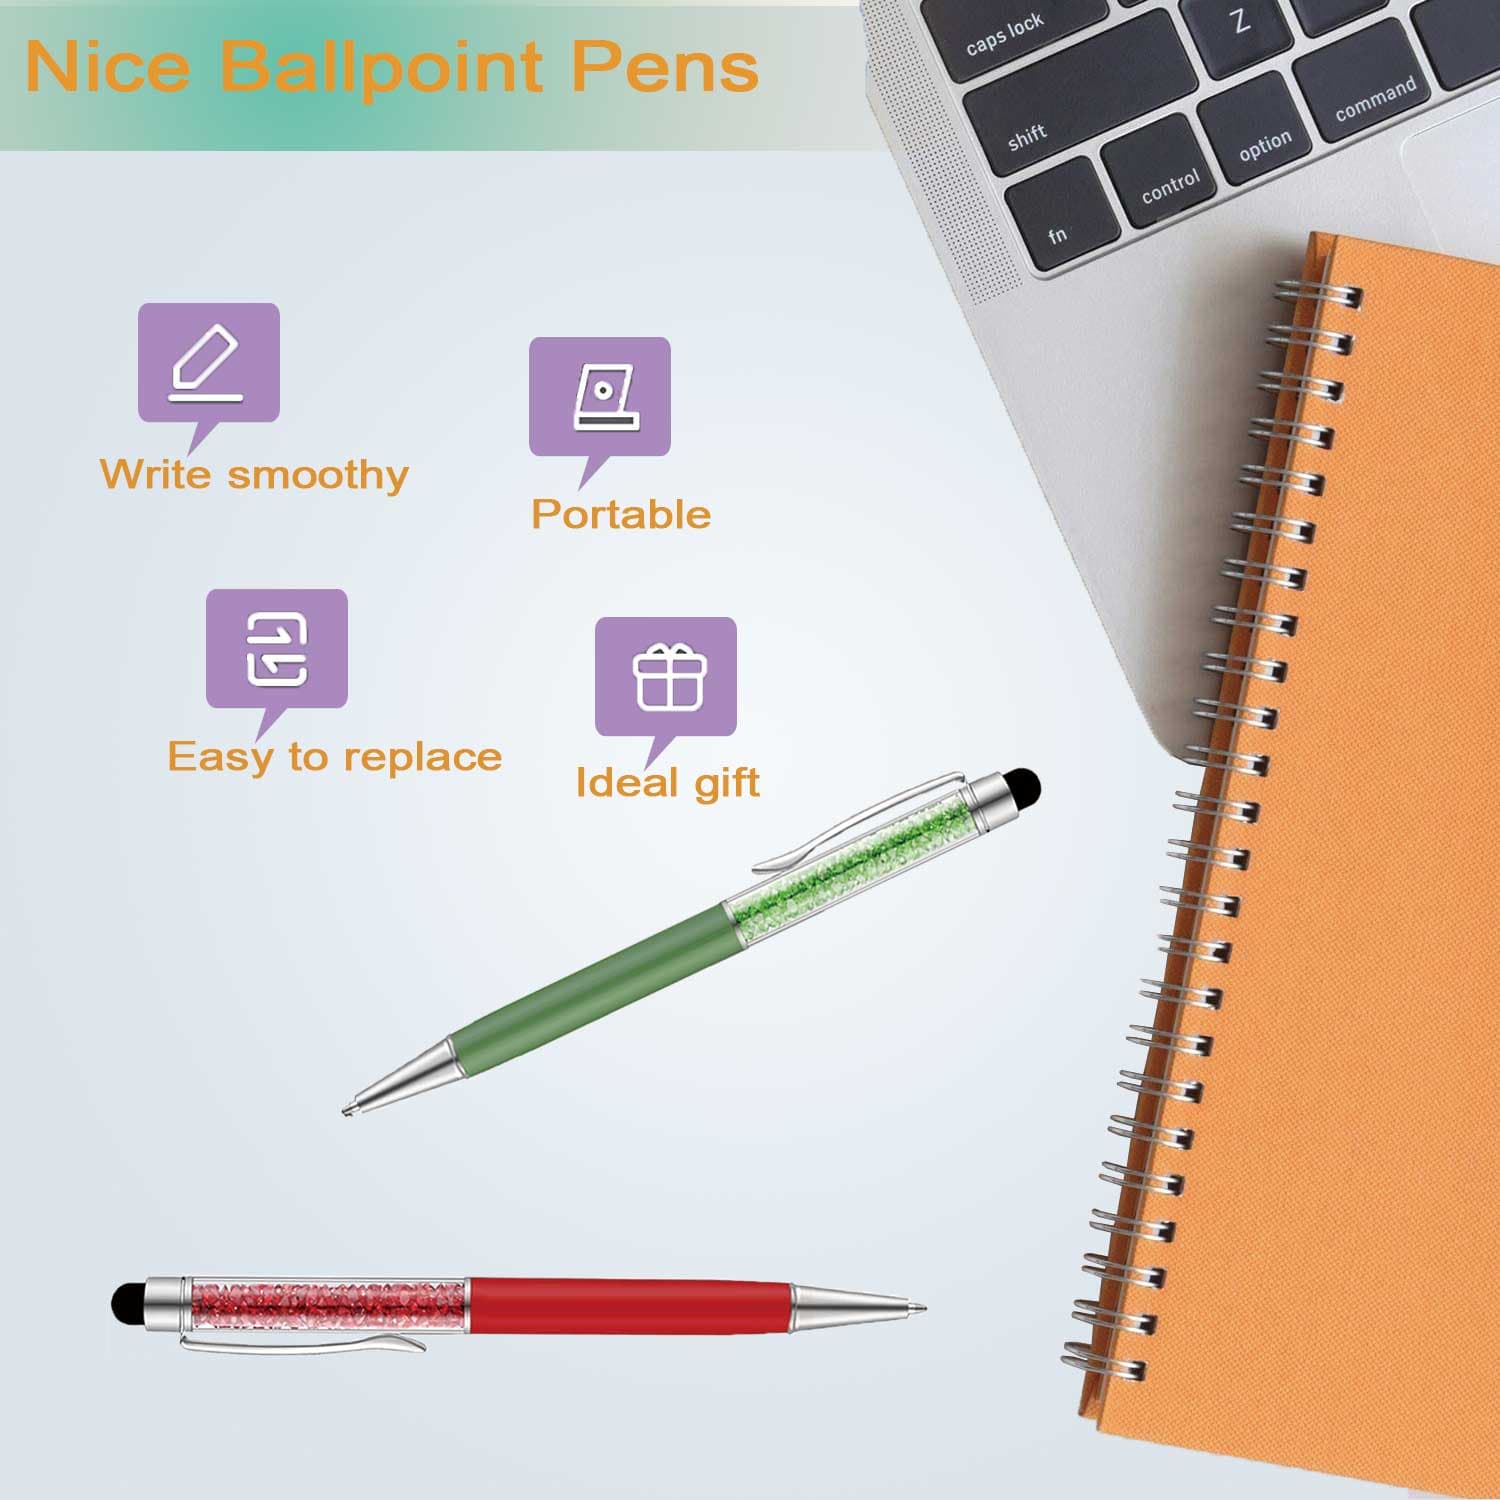 Nice Ballpoint Pens
caps lock
Z
shift
fn
control
option
command
Write smoothy
Portable
Easy to replace
Ideal gift